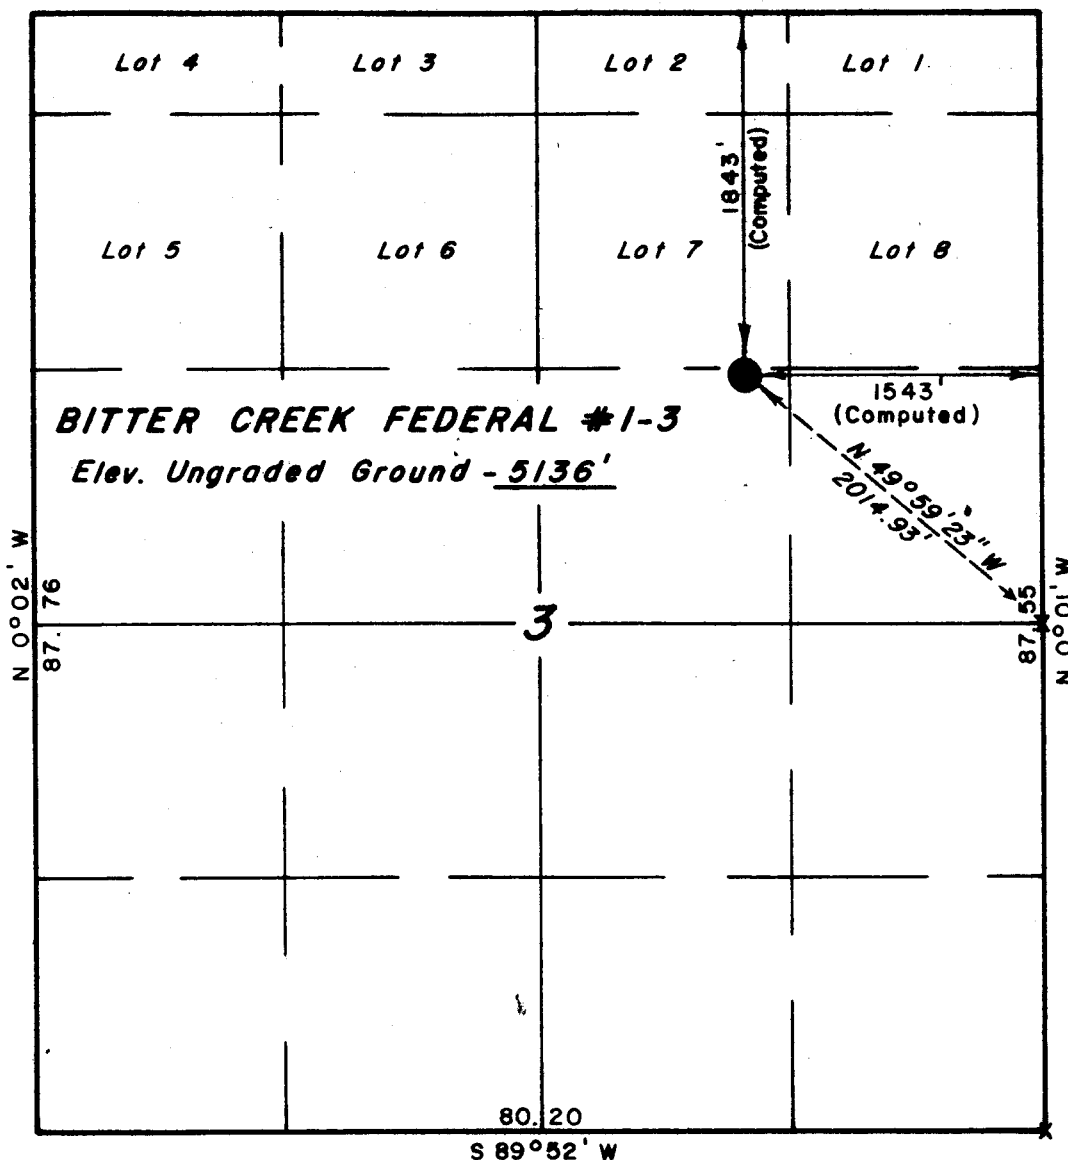 Lot 4
Lot 3
Lot 2
Lot 1
1843'
(Computed)
Lot 5
Lot 6
Lot 7
Lot 8
1543'
(Computed)
BITTER CREEK FEDERAL #1-3
Elev. Ungraded Ground - 5136'
N 49°59'23" W
2014.93'
N 0°02' W
87.76
3
87.55
N 0°01' W
80.20
S 89°52' W